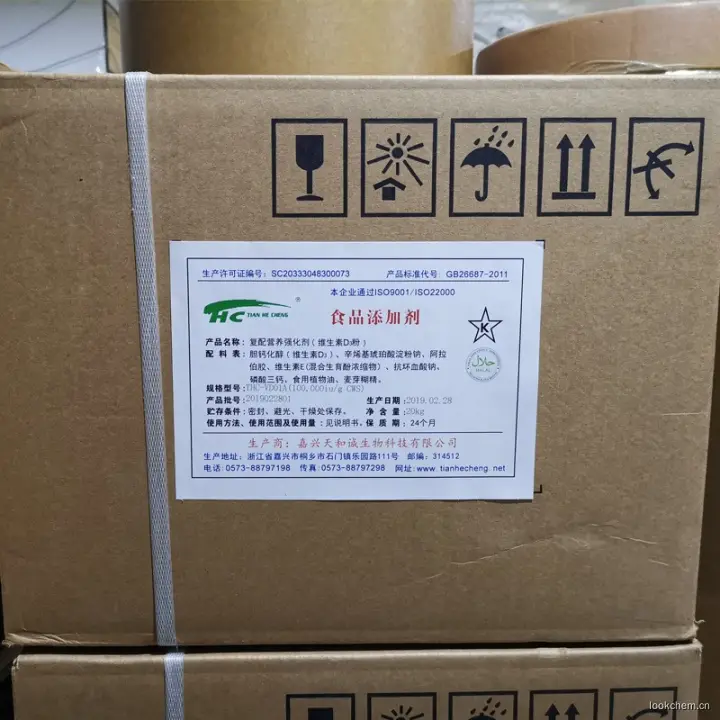 生产许可证编号：SC20333048300073 产品标准代号：GB26687-2011
本企业通过ISO9001/ISO22000
HC TIAN HE CHENG ®
食品添加剂
K
حلال
HALAL
产品名称：复配营养强化剂（维生素D₃粉）
配 料 表：胆钙化醇（维生素D₃）、辛烯基琥珀酸淀粉钠、阿拉
伯胶、维生素E（混合生育酚浓缩物）、抗坏血酸钠、
磷酸三钙、食用植物油、麦芽糊精。
规格型号：THC-VD01A(100,000iu/g CWS)
产品批号：2019022801 生产日期：2019.02.28
贮存条件：密封、避光、干燥处保存。 净 含 量：20kg
使用方法、使用范围及使用量：见说明书。保 质 期：24个月
生产商：嘉兴天和诚生物科技有限公司
生产地址：浙江省嘉兴市桐乡市石门镇乐园路111号 邮编：314512
电话：0573-88797198 传真：0573-88797298 网址：www.tianhecheng.net
lookchem.cn